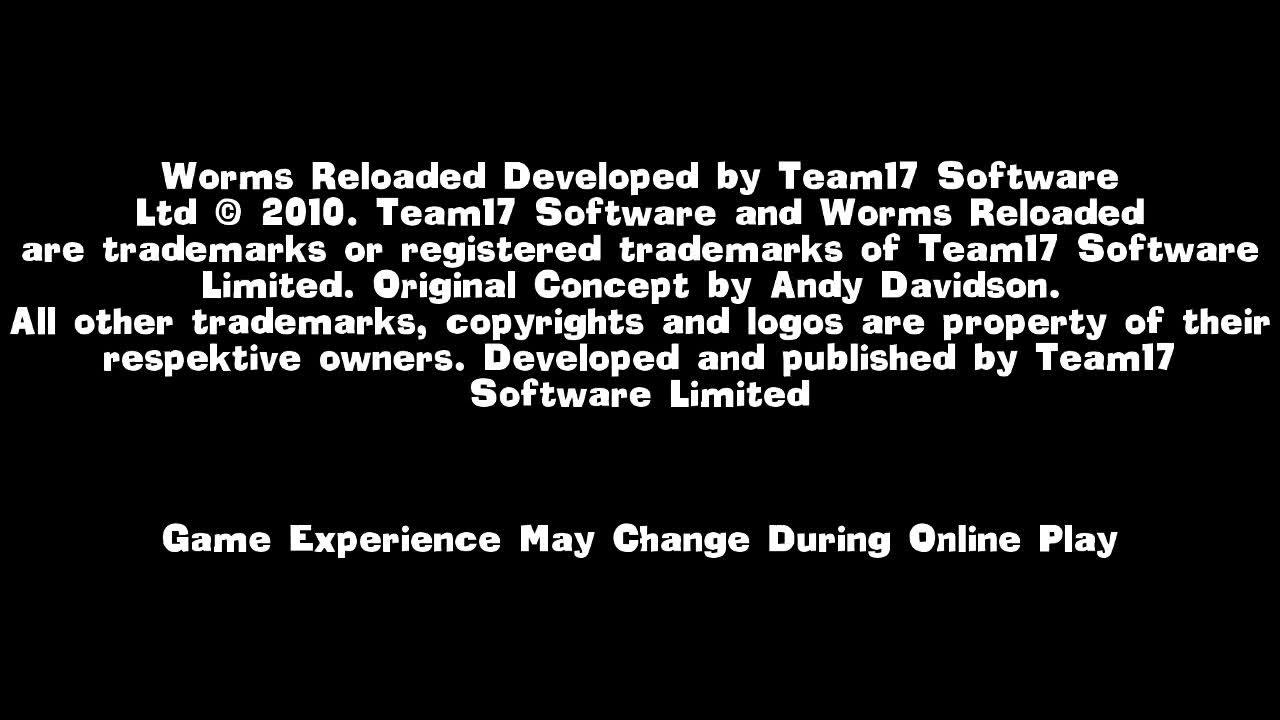 Worms Reloaded Developed by Team17 Software
Ltd © 2010. Team17 Software and Worms Reloaded
are trademarks or registered trademarks of Team17 Software
Limited. Original Concept by Andy Davidson.
All other trademarks, copyrights and logos are property of their
respektive owners. Developed and published by Team17
Software Limited
Game Experience May Change During Online Play